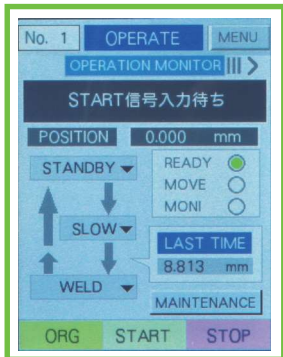 No. 1 OPERATE MENU
OPERATION MONITOR
START信号入力待ち
POSITION 0.000 mm
STANDBY
READY
MOVE
MONI
SLOW
LAST TIME
8.813 mm
WELD
MAINTENANCE
ORG START STOP